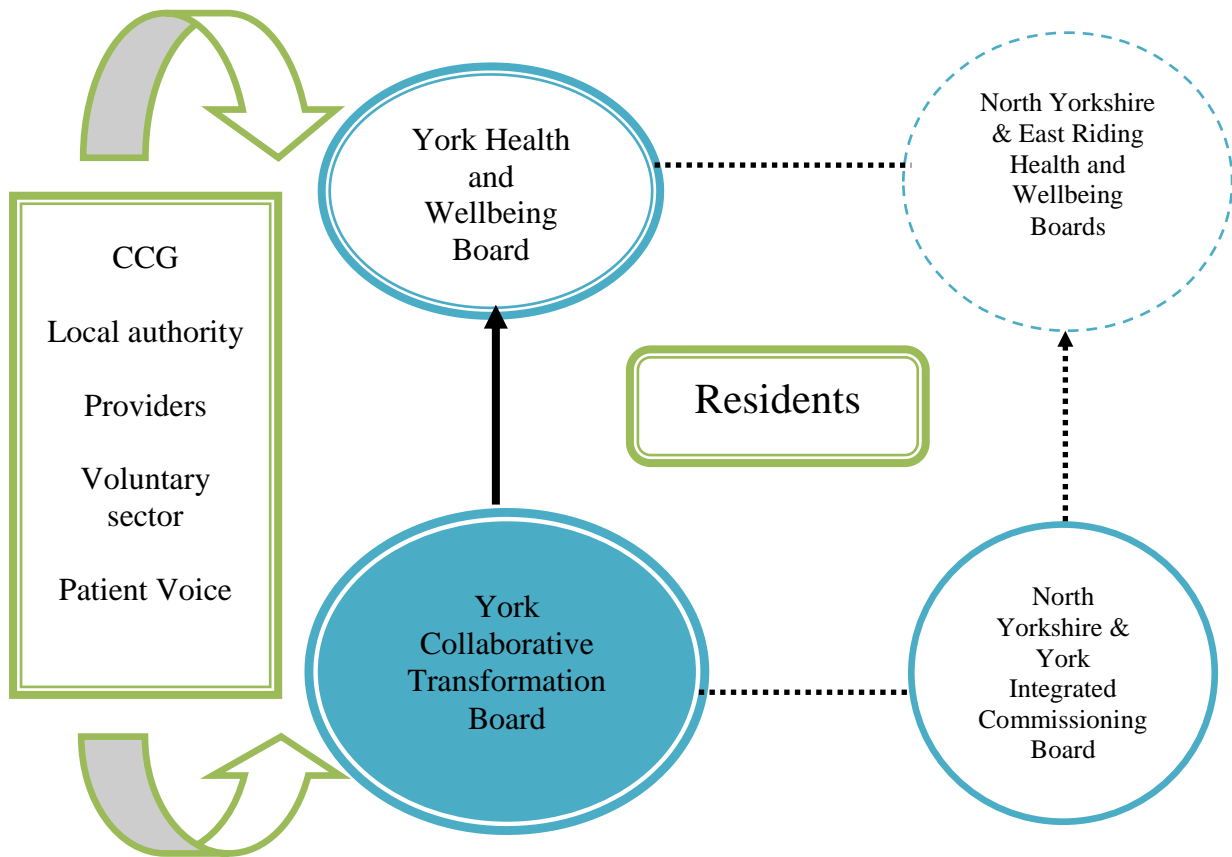 York Health
and
Wellbeing
Board
North Yorkshire
& East Riding
Health and
Wellbeing
Boards
CCG
Local authority
Providers
Voluntary
sector
Patient Voice
Residents
York
Collaborative
Transformation
Board
North
Yorkshire &
York
Integrated
Commissioning
Board